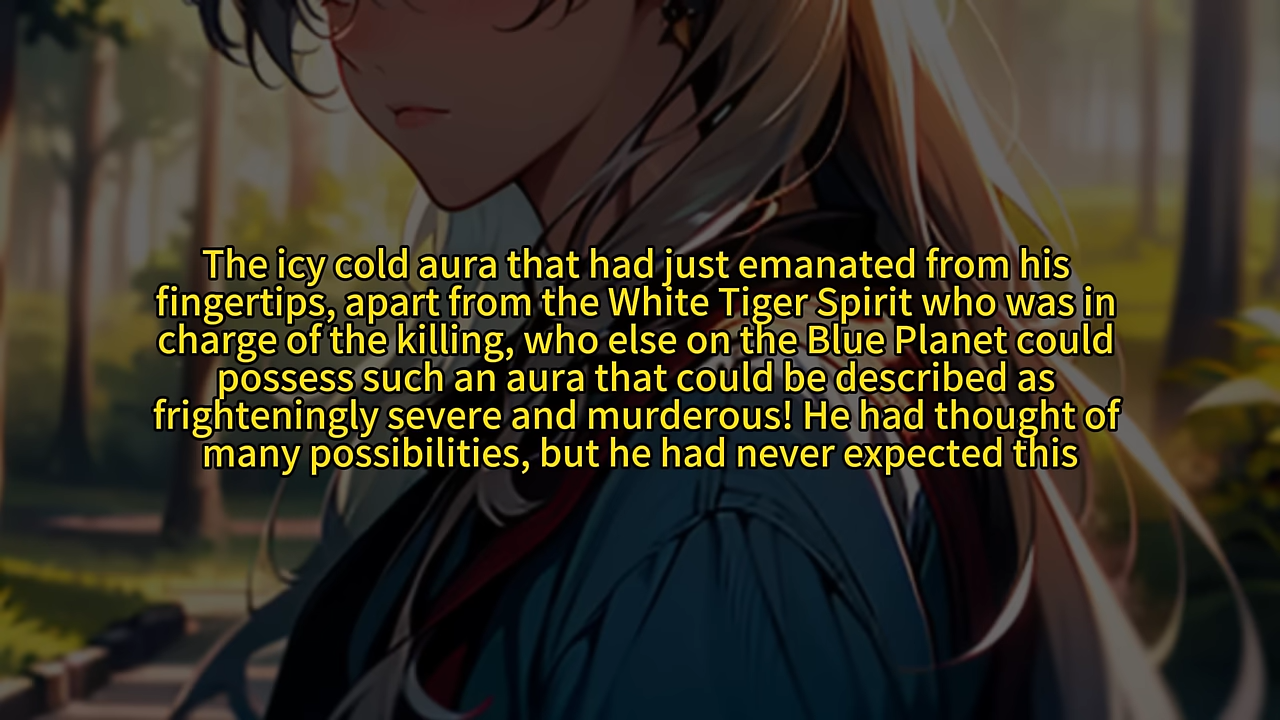 The icy cold aura that had just emanated from his
fingertips, apart from the White Tiger Spirit who was in
charge of the killing, who else on the Blue Planet could
possess such an aura that could be described as
frighteningly severe and murderous! He had thought of
many possibilities, but he had never expected this